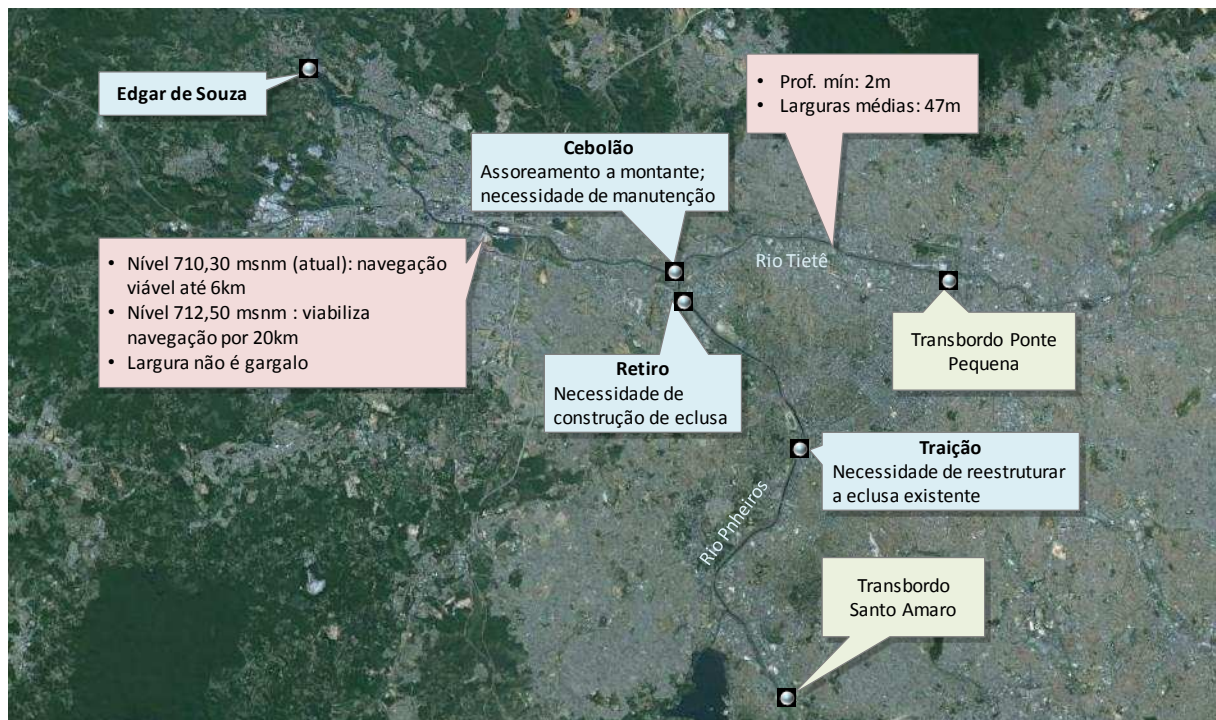 Edgar de Souza
• Prof. mín: 2m
• Larguras médias: 47m
Cebolão
Assoreamento a montante;
necessidade de manutenção
Rio Tietê
• Nível 710,30 msnm (atual): navegação
viável até 6km
• Nível 712,50 msnm : viabiliza
navegação por 20km
• Largura não é gargalo
Transbordo Ponte
Pequena
Retiro
Necessidade de
construção de eclusa
Traição
Necessidade de reestruturar
a eclusa existente
Rio Pnheiros
Transbordo
Santo Amaro